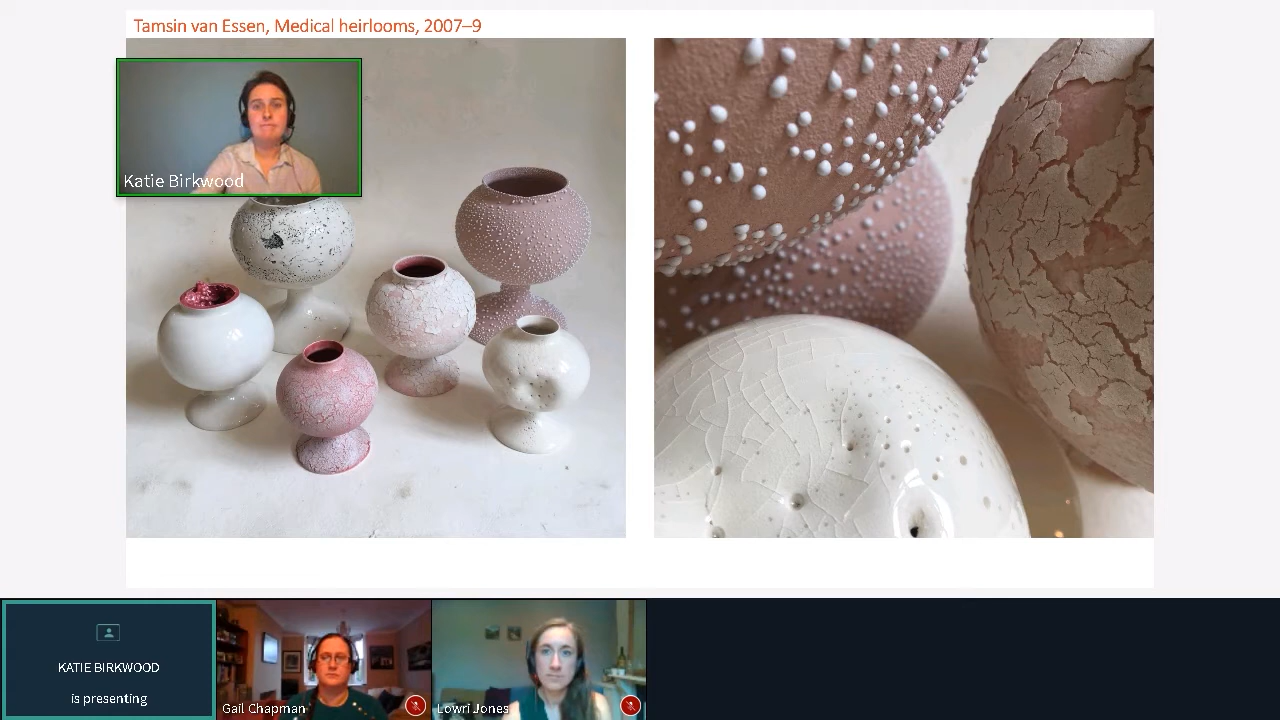 Tamsin van Essen, Medical heirlooms, 2007–9
Katie Birkwood
KATIE BIRKWOOD
is presenting
Gail Chapman
Lowri Jones